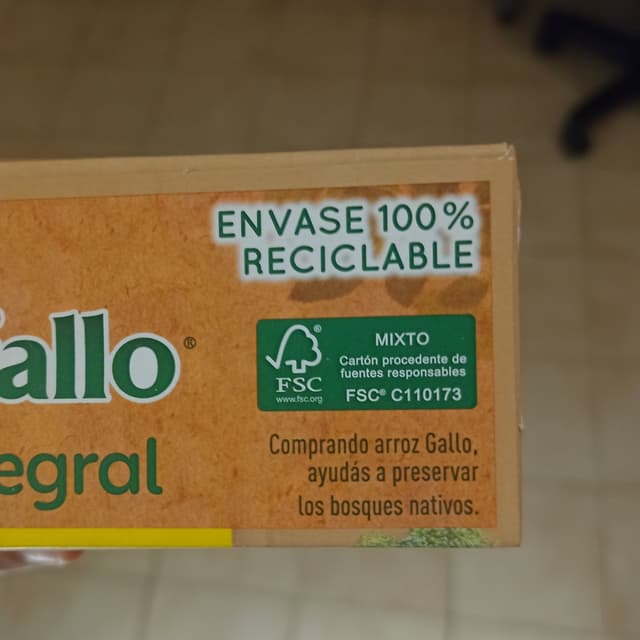 ENVASE 100%
RECICLABLE
allo®
egral
FSC®
www.fsc.org
MIXTO
Cartón procedente de
fuentes responsables
FSC® C110173
Comprando arroz Gallo,
ayudás a preservar
los bosques nativos.